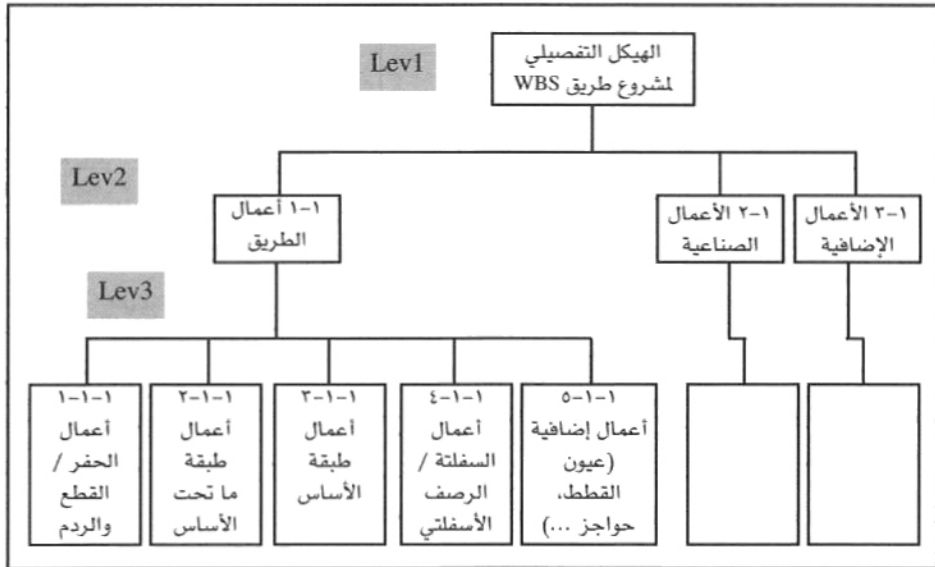 Lev1
الهيكل التفصيلي
لمشروع طريق WBS
Lev2
١-١ أعمال
الطريق
١-٢ الأعمال
الصناعية
١-٣ الأعمال
الإضافية
Lev3
١-١-١
أعمال
الحفر /
القطع
والردم
١-١-٢
أعمال
طبقة
ما تحت
الأساس
١-١-٣
أعمال
طبقة
الأساس
١-١-٤
أعمال
السفلتة /
الرصف
الأسفلتي
١-١-٥
أعمال إضافية
(عيون
القطط،
حواجز ...)